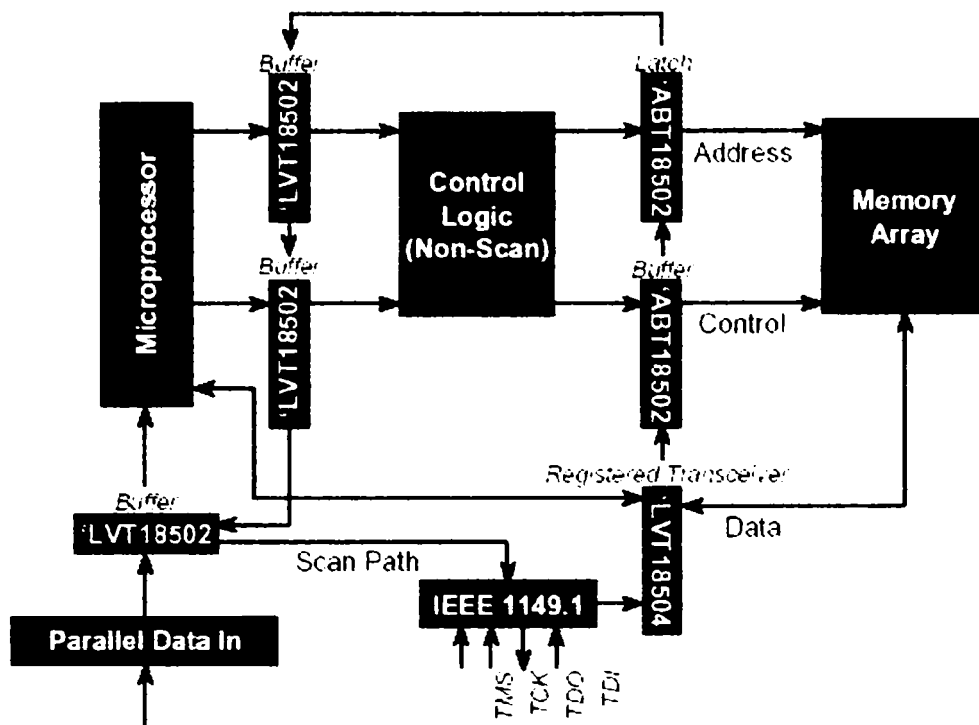 Buffer
'LVT18502
Latch
'ABT18502
Microprocessor
Control
Logic
(Non-Scan)
Address
Memory
Array
Buffer
'LVT18502
Buffer
'ABT18502
Control
Registered Transceiver
'LVT18504
Data
Buffer
'LVT18502
Scan Path
IEEE 1149.1
Parallel Data In
TMS
TCK
TDO
TDI